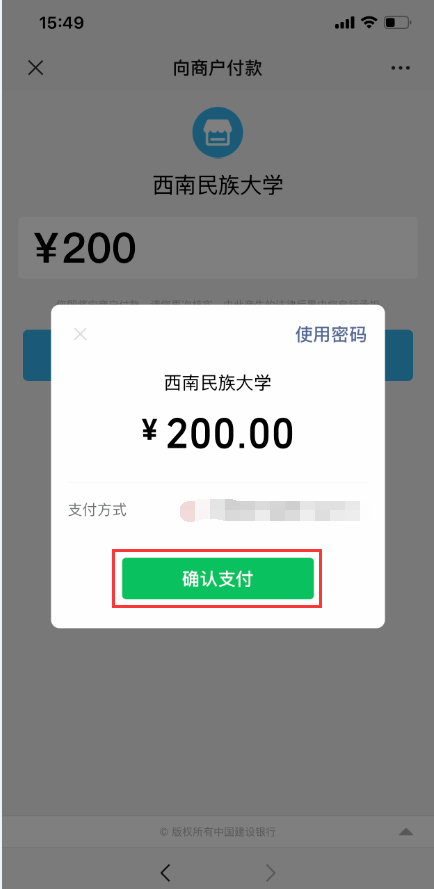 15:49
向商户付款
西南民族大学
¥200
使用密码
西南民族大学
¥ 200.00
支付方式
确认支付
© 版权所有中国建设银行